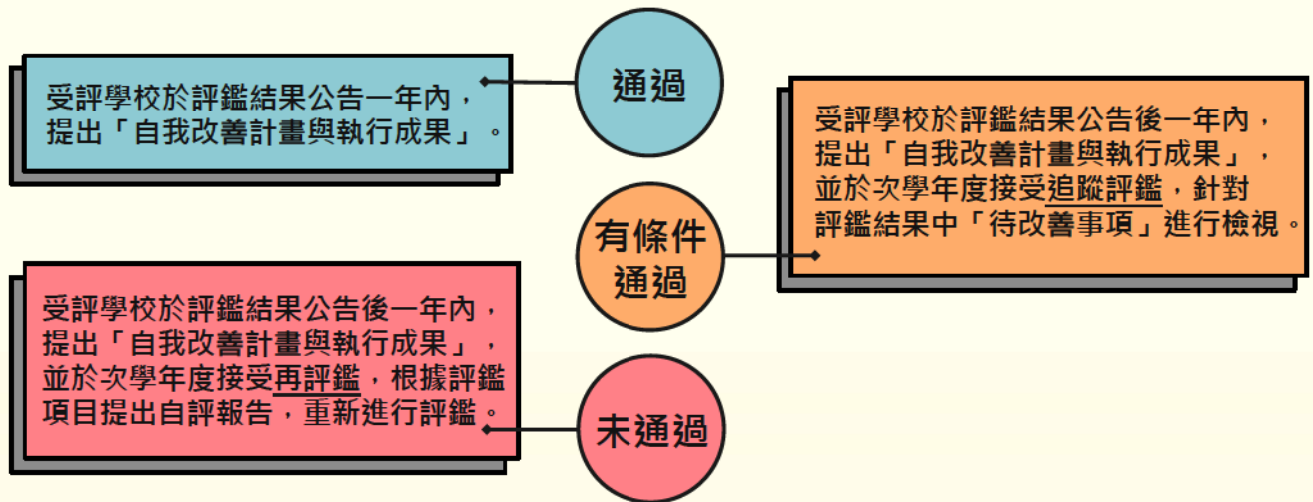 通過
受評學校於評鑑結果公告一年內，
提出「自我改善計畫與執行成果」。
有條件
通過
受評學校於評鑑結果公告後一年內，
提出「自我改善計畫與執行成果」，
並於次學年度接受追蹤評鑑，針對
評鑑結果中「待改善事項」進行檢視。
未通過
受評學校於評鑑結果公告後一年內，
提出「自我改善計畫與執行成果」，
並於次學年度接受再評鑑，根據評鑑
項目提出自評報告，重新進行評鑑。